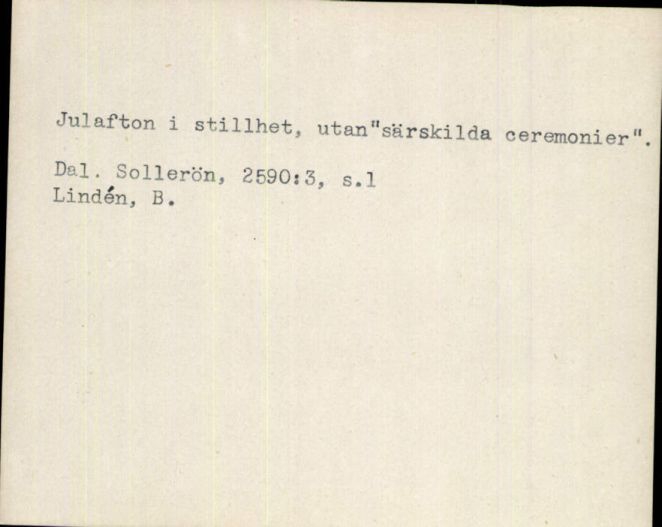 Julafton i stillhet, utan"särskilda ceremonier".
Dal. Sollerön, 2590:3, s.1
Lindén, B.